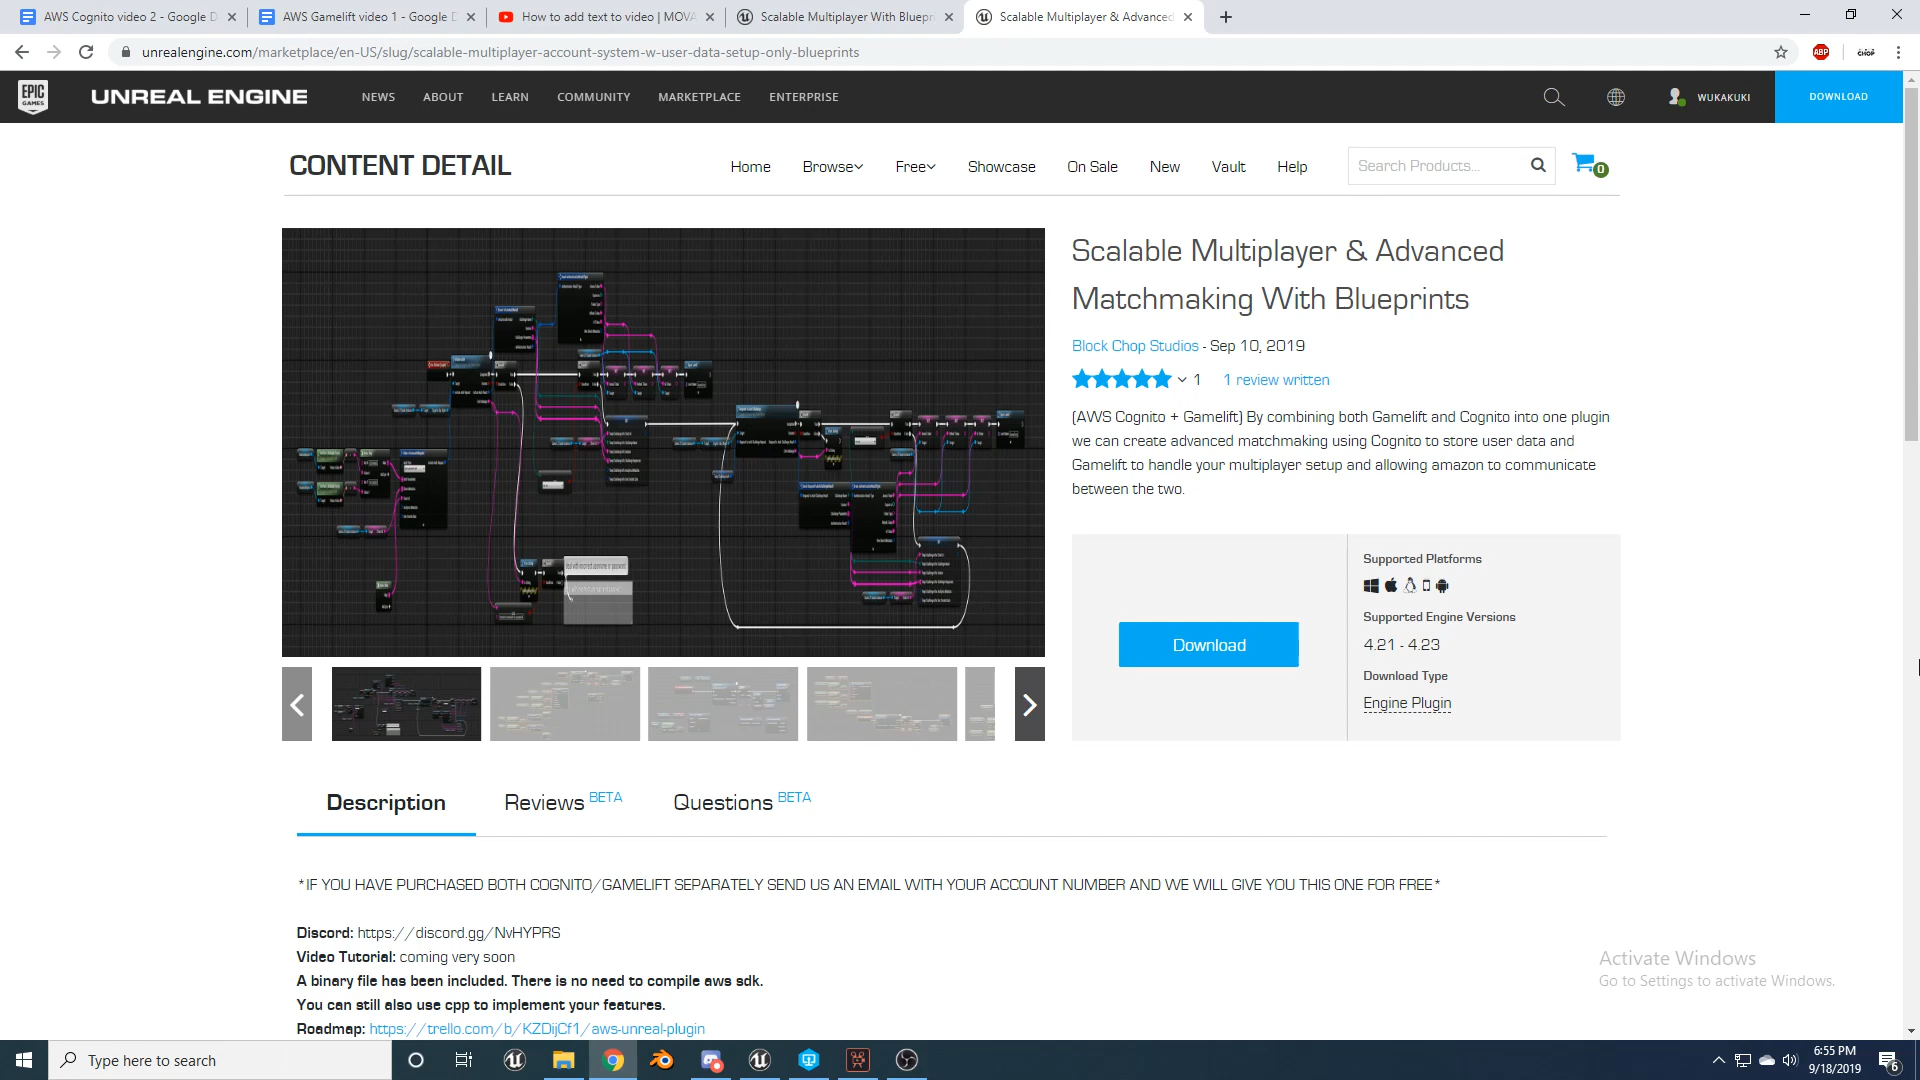 AWS Cognito video 2 - Google D
AWS Gamelift video 1 - Google D
How to add text to video | MOVA
Scalable Multiplayer With Bluepr
Scalable Multiplayer & Advanced
unrealengine.com/marketplace/en-US/slug/scalable-multiplayer-account-system-w-user-data-setup-only-blueprints
ABP
CHOP
EPIC
GAMES
UNREAL ENGINE
NEWS
ABOUT
LEARN
COMMUNITY
MARKETPLACE
ENTERPRISE
WUKAKUKI
DOWNLOAD
CONTENT DETAIL
Home
Browse
Free
Showcase
On Sale
New
Vault
Help
Search Products...
0
Scalable Multiplayer & Advanced
Matchmaking With Blueprints
Block Chop Studios - Sep 10, 2019
1
1 review written
(AWS Cognito + Gamelift) By combining both Gamelift and Cognito into one plugin
we can create advanced matchmaking using Cognito to store user data and
Gamelift to handle your multiplayer setup and allowing amazon to communicate
between the two.
Download
Supported Platforms
Supported Engine Versions
4.21 - 4.23
Download Type
Engine Plugin
Description
Reviews BETA
Questions BETA
*IF YOU HAVE PURCHASED BOTH COGNITO/GAMELIFT SEPARATELY SEND US AN EMAIL WITH YOUR ACCOUNT NUMBER AND WE WILL GIVE YOU THIS ONE FOR FREE*
Discord: https://discord.gg/NvHYPRS
Video Tutorial: coming very soon
A binary file has been included. There is no need to compile aws sdk.
You can still also use cpp to implement your features.
Roadmap: https://trello.com/b/KZDijCf1/aws-unreal-plugin
Activate Windows
Go to Settings to activate Windows.
Type here to search
6:55 PM
9/18/2019
6